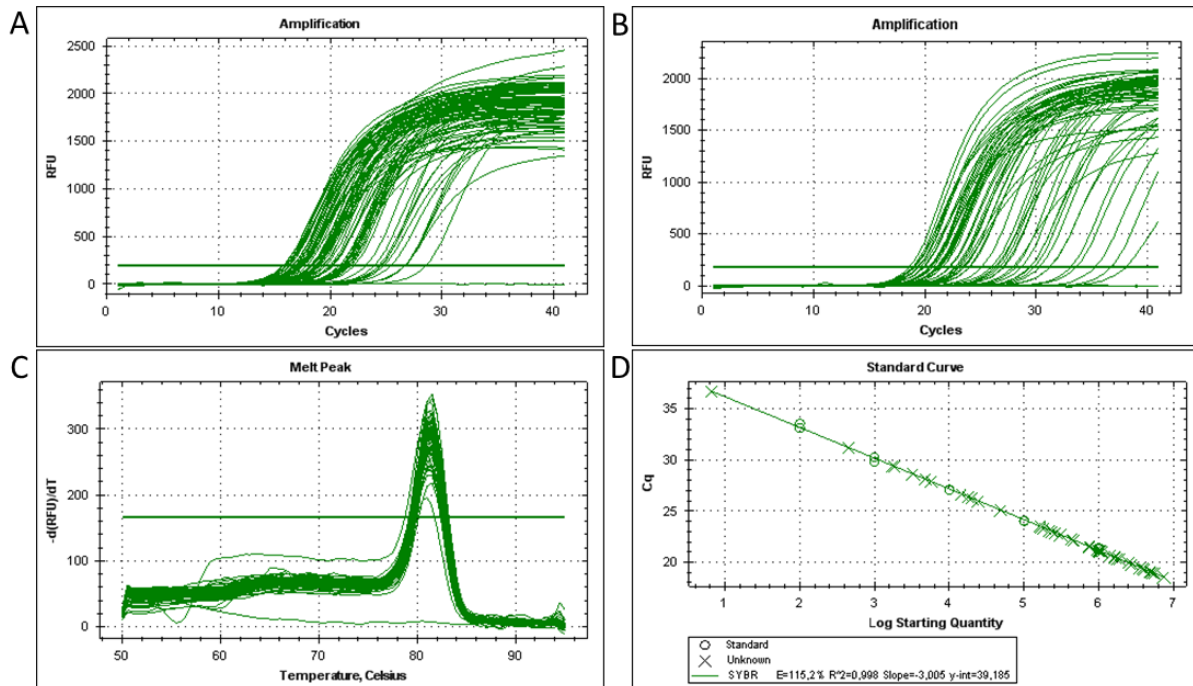 A
Amplification
2500
2000
1500
1000
500
0
RFU
0 10 20 30 40
Cycles
B
Amplification
2000
1500
1000
500
0
RFU
0 10 20 30 40
Cycles
C
Melt Peak
300
200
100
0
-d(RFU)/dT
50 60 70 80 90
Temperature, Celsius
D
Standard Curve
35
30
25
20
Cq
1 2 3 4 5 6 7
Log Starting Quantity
Standard
Unknown
SYBR E=115,2% R^2=0,998 Slope=-3,005 y-int=39,185